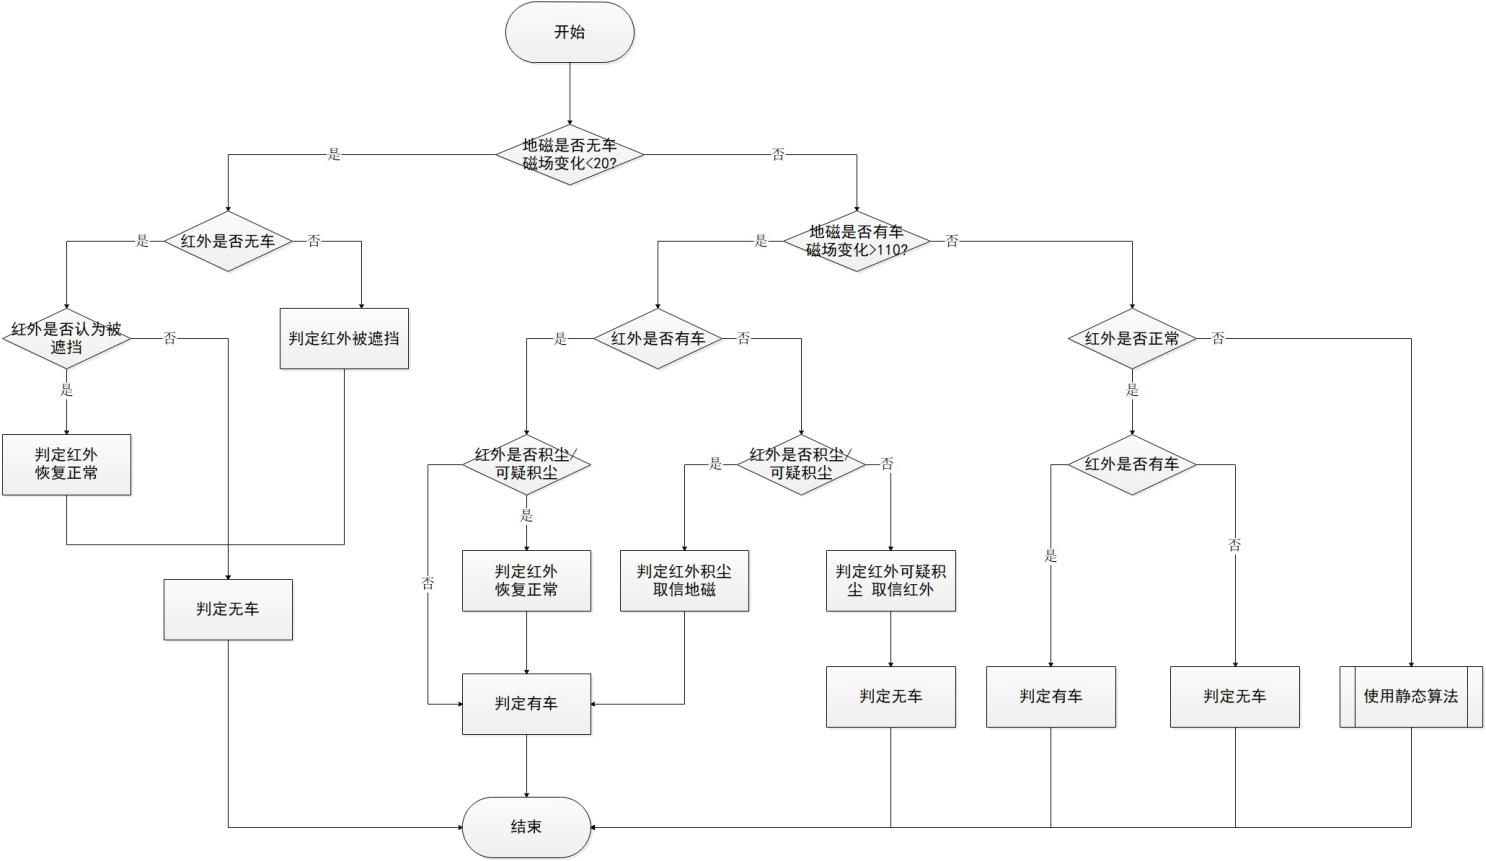 开始
地磁是否无车
磁场变化<20?
是
否
红外是否无车
是
否
地磁是否有车
磁场变化>110?
是
否
红外是否认为被
遮挡
否
是
判定红外被遮挡
红外是否有车
是
否
红外是否正常
否
是
判定红外
恢复正常
红外是否积尘/
可疑积尘
是
否
红外是否积尘/
可疑积尘
是
否
红外是否有车
是
否
判定无车
判定红外
恢复正常
判定红外积尘
取信地磁
判定红外可疑积
尘 取信红外
判定有车
判定无车
判定有车
判定无车
使用静态算法
结束